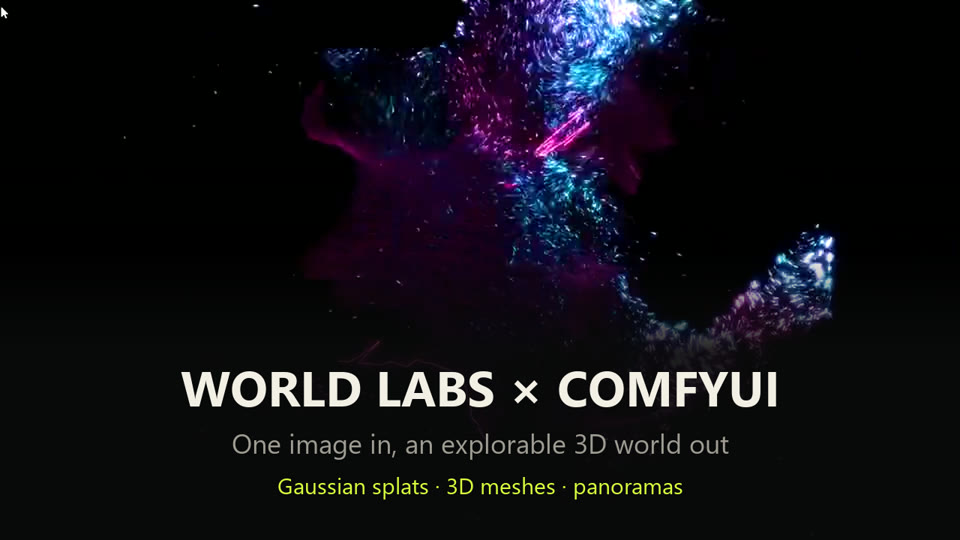 WORLD LABS × COMFYUI
One image in, an explorable 3D world out
Gaussian splats · 3D meshes · panoramas